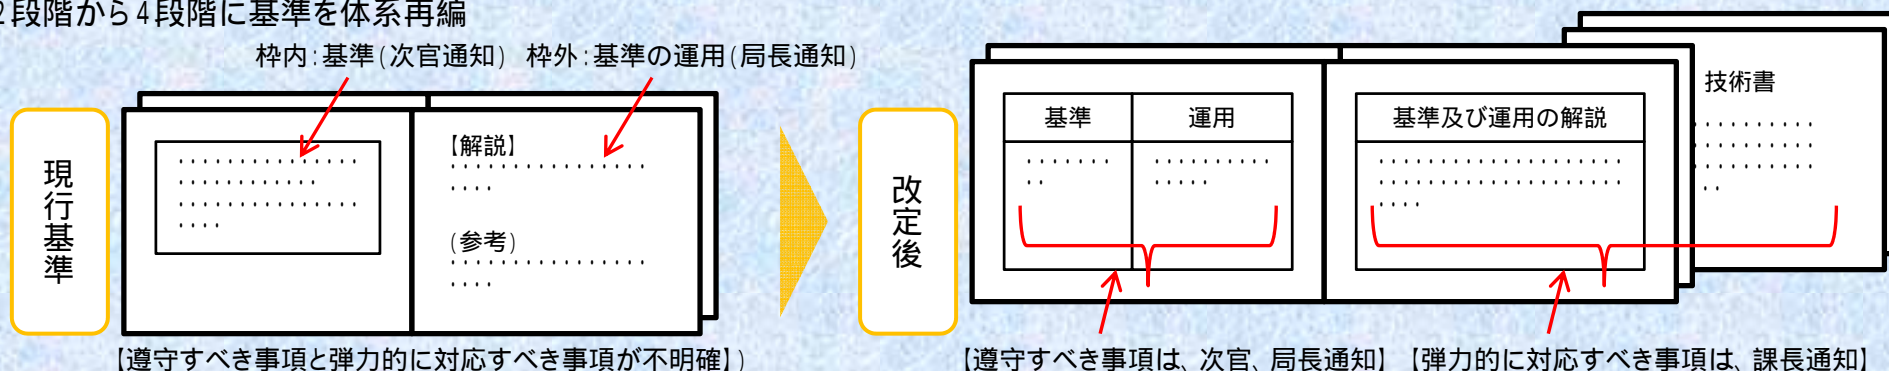 2段階から4段階に基準を体系再編
枠内:基準(次官通知) 枠外:基準の運用(局長通知)
現行基準
【解説】
(参考)
【遵守すべき事項と弾力的に対応すべき事項が不明確】)
改定後
基準 運用
基準及び運用の解説
技術書
【遵守すべき事項は、次官、局長通知】 【弾力的に対応すべき事項は、課長通知】